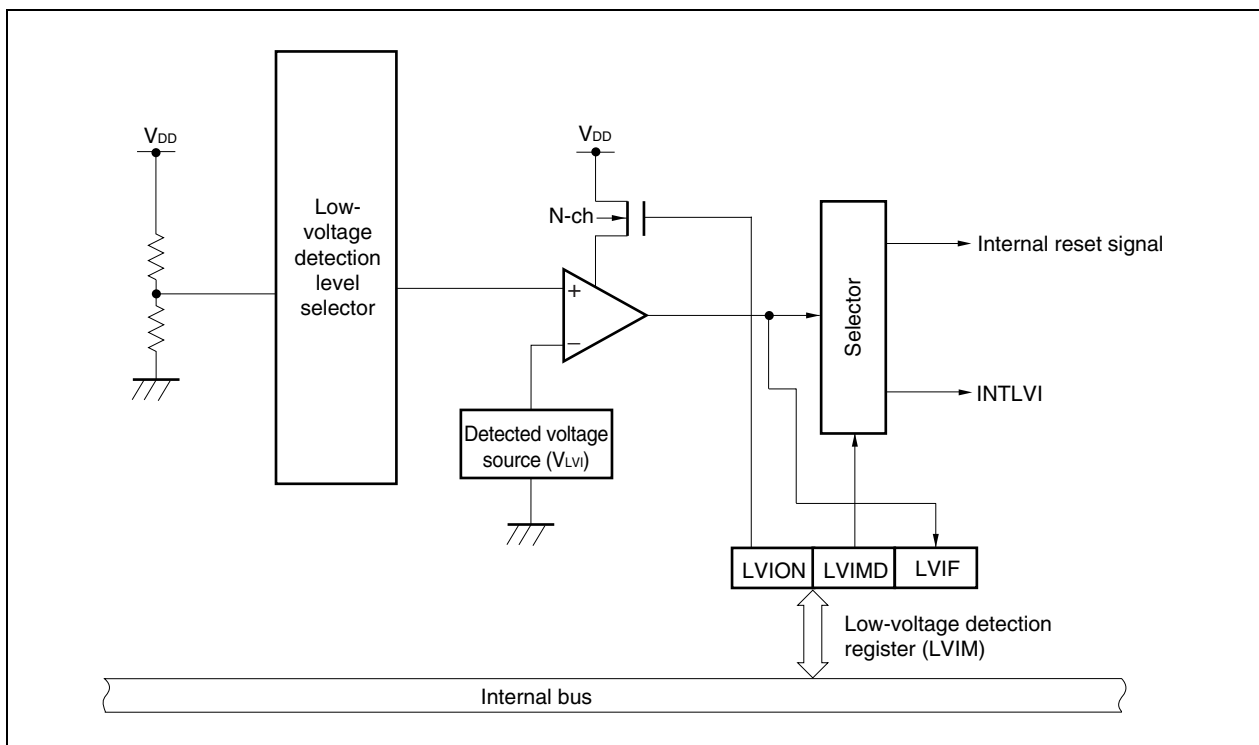 VDD
Low-
voltage
detection
level
selector
VDD
N-ch
+
−
Detected voltage
source (VLVI)
Selector
Internal reset signal
INTLVI
LVION
LVIMD
LVIF
Low-voltage detection
register (LVIM)
Internal bus